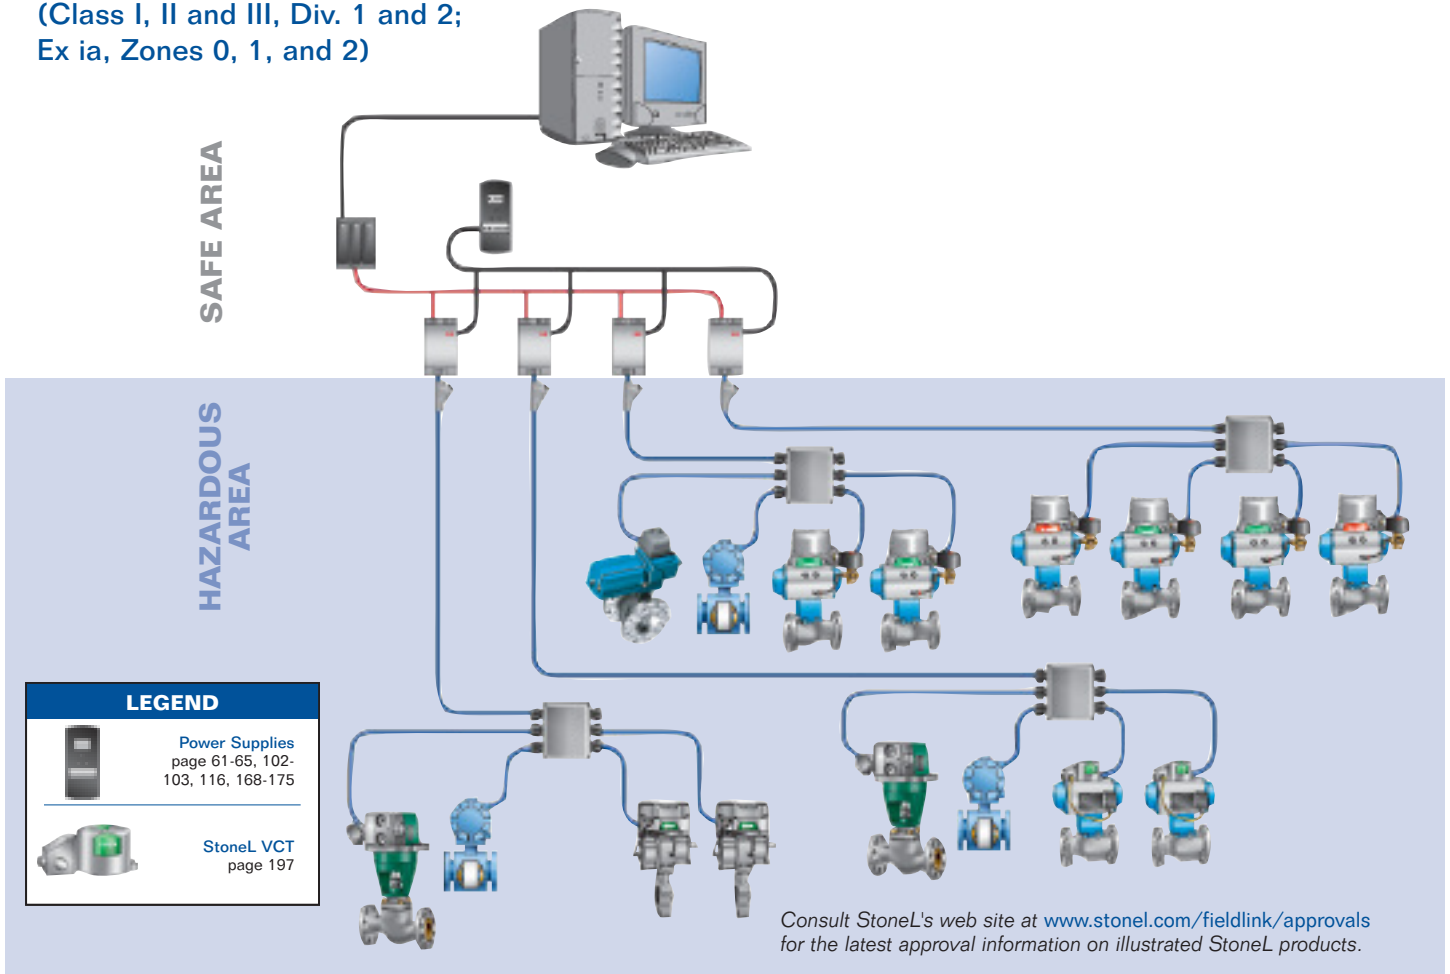 (Class I, II and III, Div. 1 and 2;
Ex ia, Zones 0, 1, and 2)
SAFE AREA
HAZARDOUS
AREA
LEGEND
Power Supplies
page 61-65, 102-
103, 116, 168-175
StoneL VCT
page 197
Consult StoneL's web site at www.stonel.com/fieldlink/approvals
for the latest approval information on illustrated StoneL products.